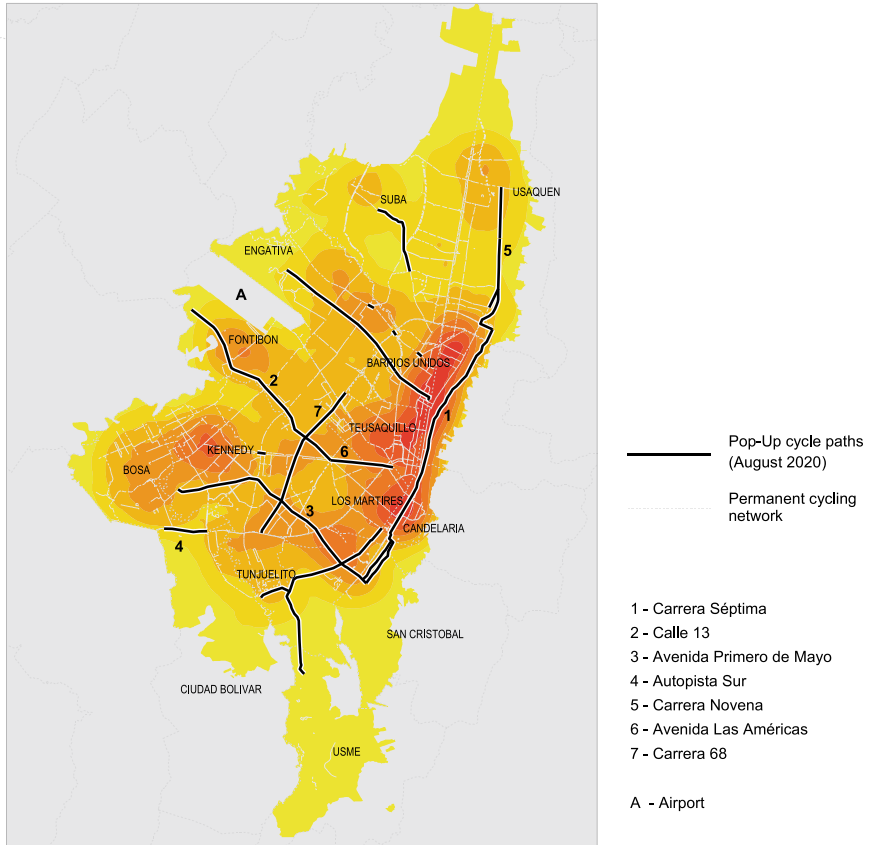 USAQUEN
SUBA
5
ENGATIVA
A
FONTIBON
BARRIOS UNIDOS
2
7
1
TEUSAQUILLO
KENNEDY
6
BOSA
LOS MARTIRES
3
CANDELARIA
4
TUNJUELITO
SAN CRISTOBAL
CIUDAD BOLIVAR
USME
Pop-Up cycle paths
(August 2020)
Permanent cycling
network
1 - Carrera Séptima
2 - Calle 13
3 - Avenida Primero de Mayo
4 - Autopista Sur
5 - Carrera Novena
6 - Avenida Las Américas
7 - Carrera 68
A - Airport